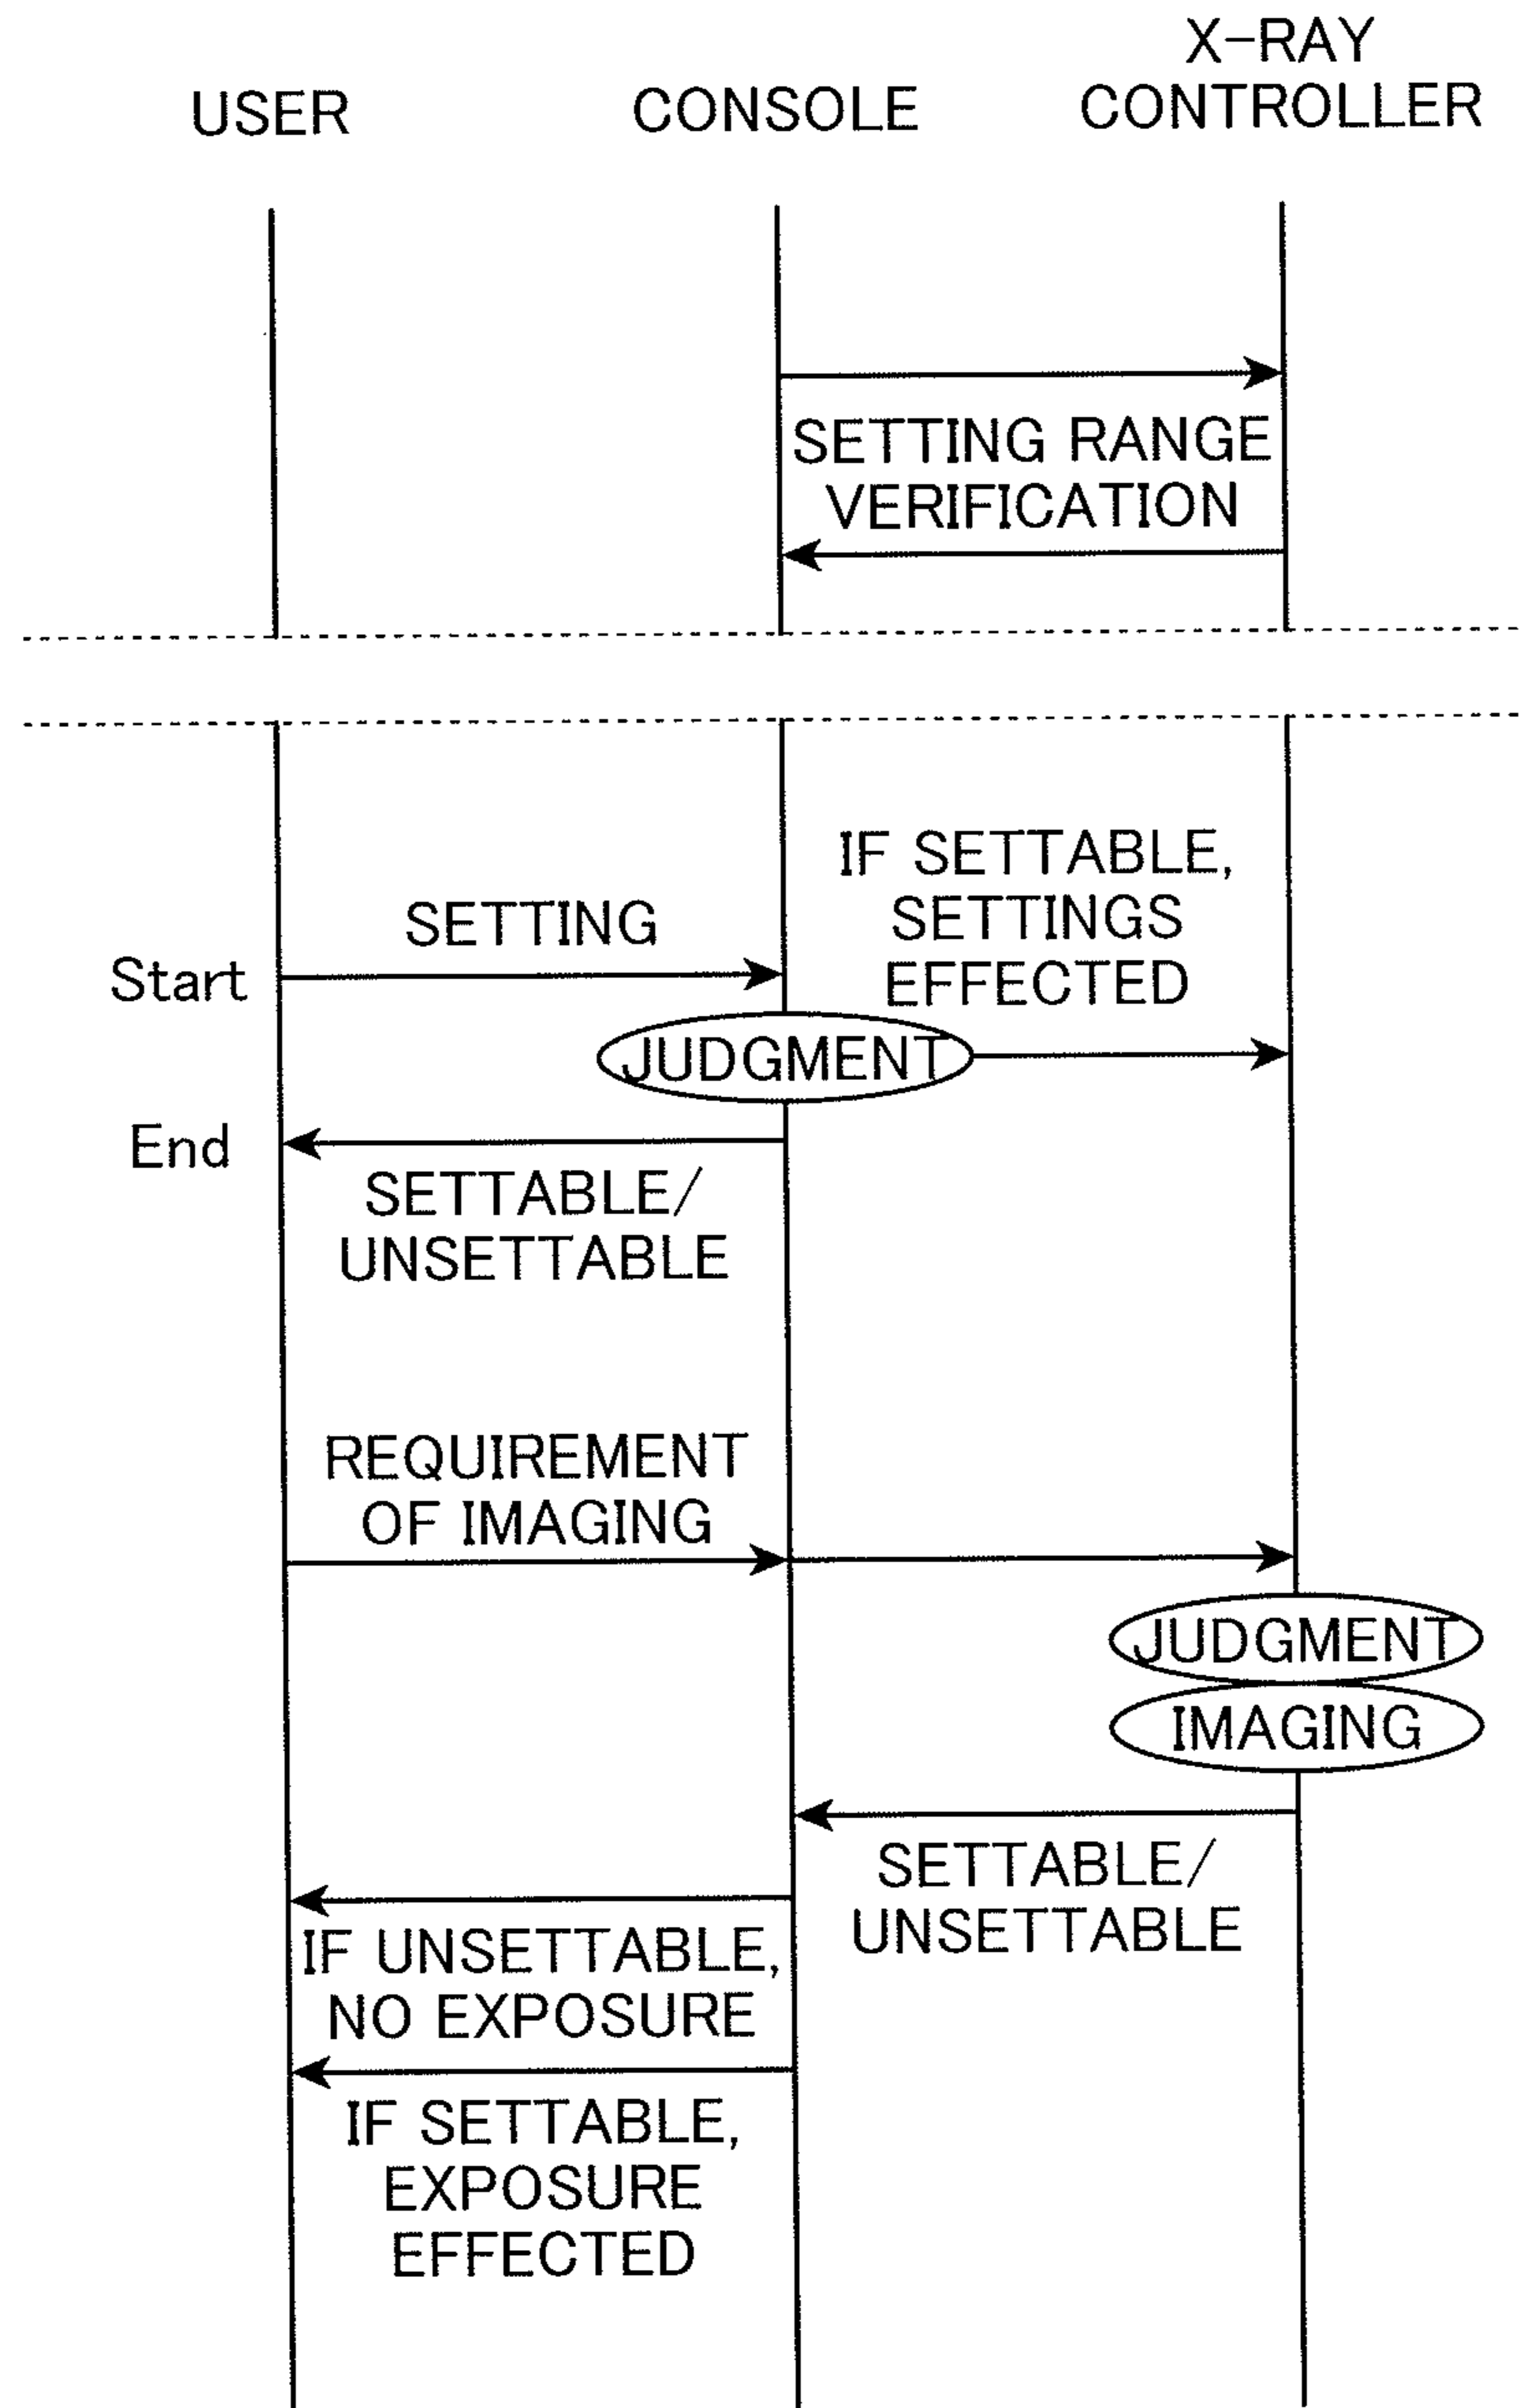 USER
CONSOLE
X-RAY
CONTROLLER
SETTING RANGE
VERIFICATION
IF SETTABLE,
SETTINGS
EFFECTED
SETTING
Start
JUDGMENT
End
SETTABLE/
UNSETTABLE
REQUIREMENT
OF IMAGING
JUDGMENT
IMAGING
SETTABLE/
UNSETTABLE
IF UNSETTABLE,
NO EXPOSURE
IF SETTABLE,
EXPOSURE
EFFECTED